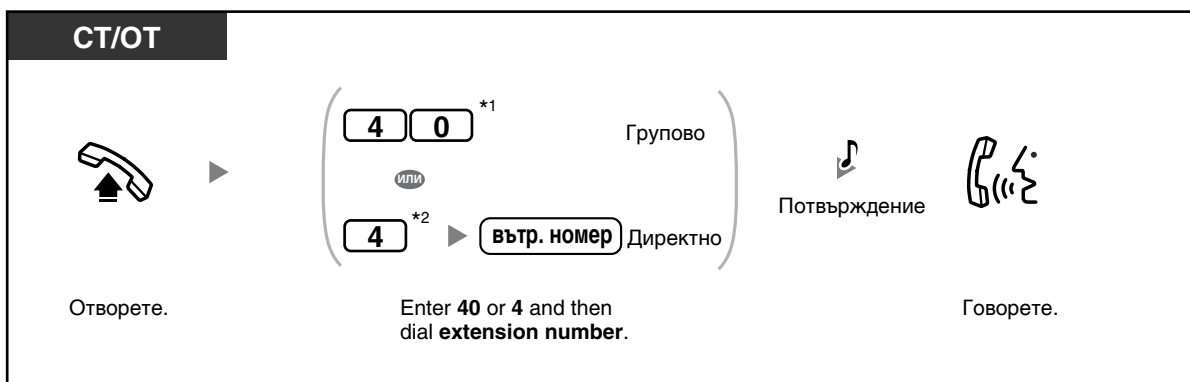 СТ/ОТ
4 0 *1 Групово
или
4 *2 вътр. номер Директно
Потвърждение
Отворете.
Enter 40 or 4 and then
dial extension number.
Говорете.